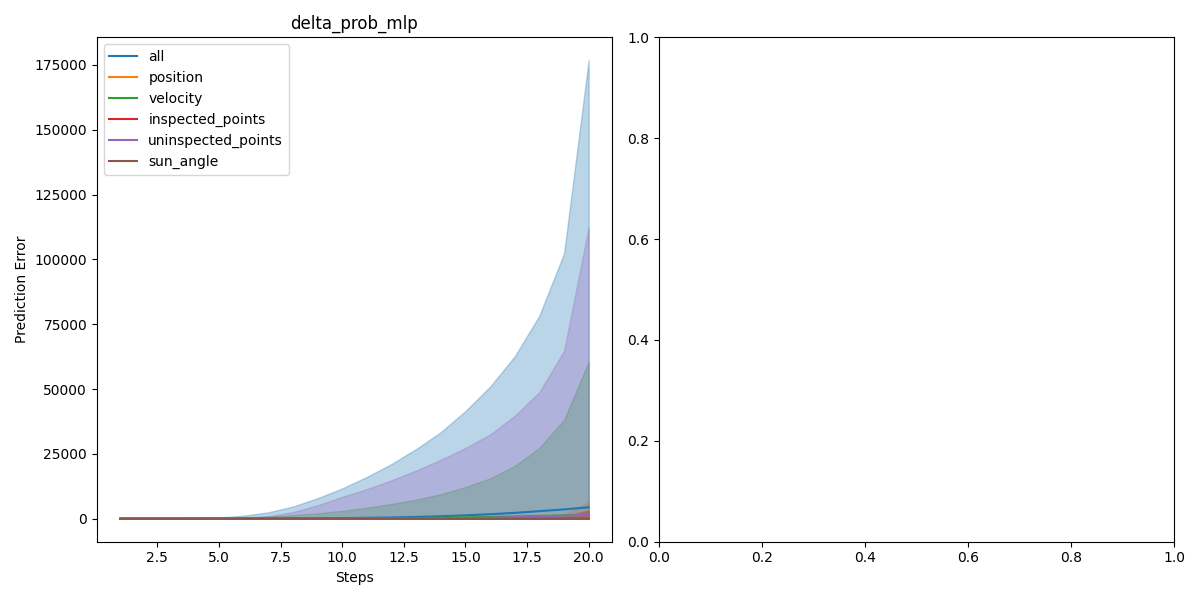 delta_prob_mlp
all
position
velocity
inspected_points
uninspected_points
sun_angle
Prediction Error
175000
150000
125000
100000
75000
50000
25000
0
2.5 5.0 7.5 10.0 12.5 15.0 17.5 20.0
Steps
1.0
0.8
0.6
0.4
0.2
0.0
0.0 0.2 0.4 0.6 0.8 1.0